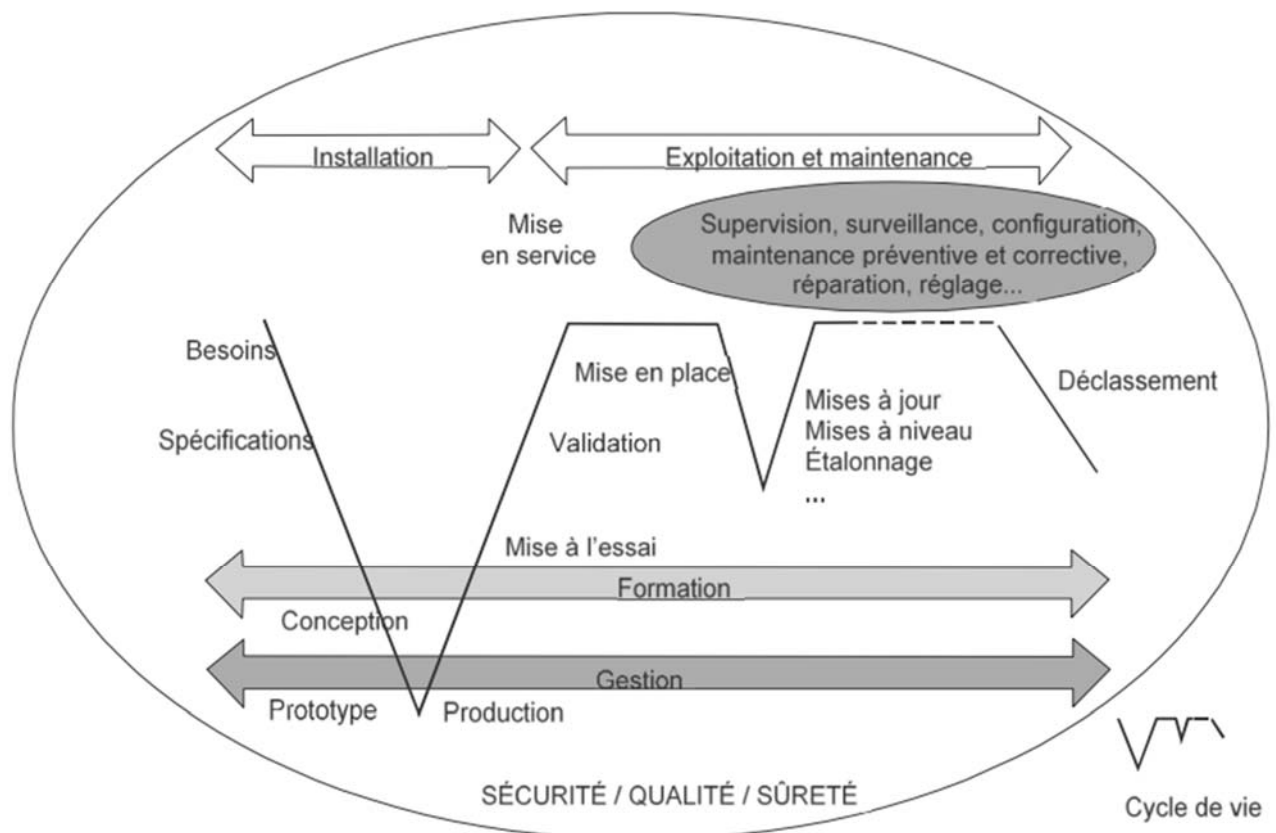 Installation
Exploitation et maintenance
Mise
en service
Supervision, surveillance, configuration,
maintenance préventive et corrective,
réparation, réglage...
Besoins
Mise en place
Déclassement
Mises à jour
Mises à niveau
Étalonnage
...
Spécifications
Validation
Mise à l'essai
Formation
Conception
Gestion
Prototype
Production
SÉCURITÉ / QUALITÉ / SÛRETÉ
Cycle de vie